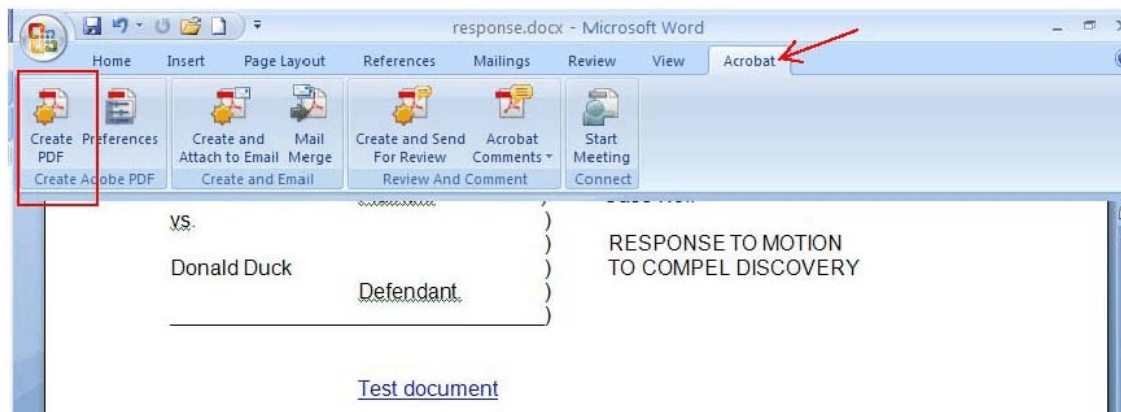 response.docx - Microsoft Word
Home Insert Page Layout References Mailings Review View Acrobat
Create Preferences Create and Mail Create and Send Acrobat Start
PDF Attach to Email Merge For Review Comments Meeting
Create Adobe PDF Create and Email Review And Comment Connect
vs. )
) RESPONSE TO MOTION
Donald Duck ) TO COMPEL DISCOVERY
Defendant. )
)
Test document